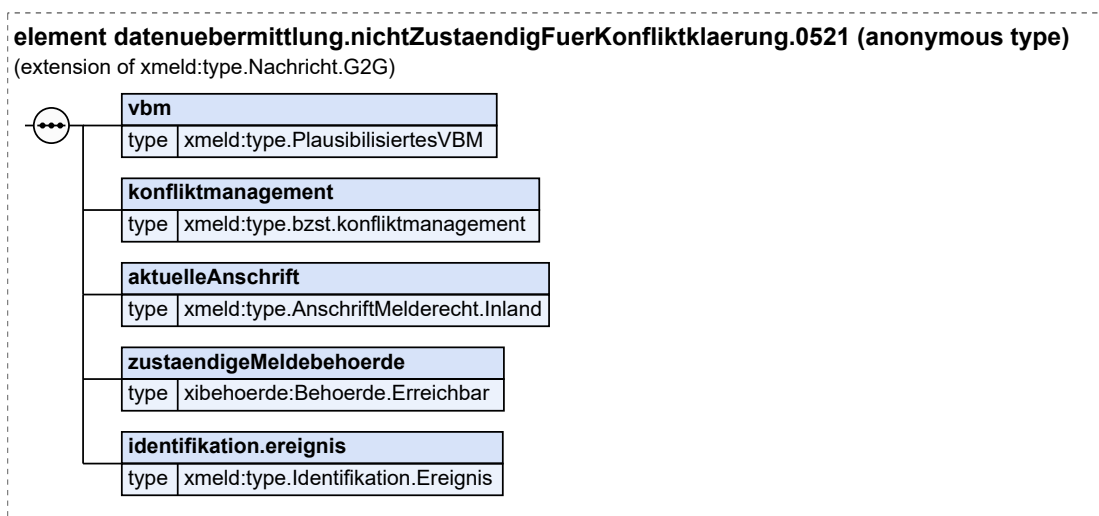 element datenuebermittlung.nichtZustaendigFuerKonfliktklaerung.0521 (anonymous type)
(extension of xmeld:type.Nachricht.G2G)
vbm
type xmeld:type.PlausibilisiertesVBM
konfliktmanagement
type xmeld:type.bzst.konfliktmanagement
aktuelleAnschrift
type xmeld:type.AnschriftMelderecht.Inland
zustaendigeMeldebehoerde
type xibehoerde:Behoerde.Erreichbar
identifikation.ereignis
type xmeld:type.Identifikation.Ereignis